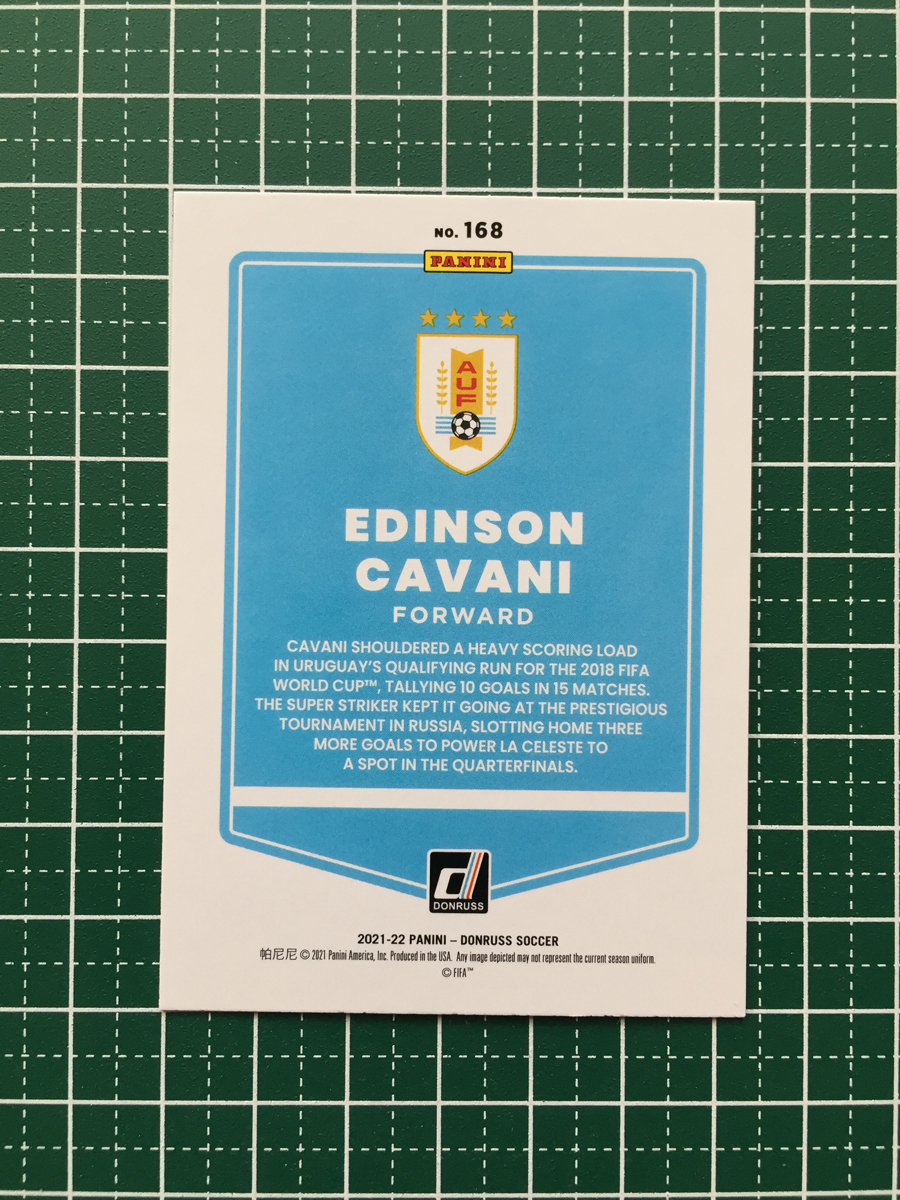 NO. 168
PANINI
AUF
EDINSON
CAVANI
FORWARD
CAVANI SHOULDERED A HEAVY SCORING LOAD
IN URUGUAY'S QUALIFYING RUN FOR THE 2018 FIFA
WORLD CUP™, TALLYING 10 GOALS IN 15 MATCHES.
THE SUPER STRIKER KEPT IT GOING AT THE PRESTIGIOUS
TOURNAMENT IN RUSSIA, SLOTTING HOME THREE
MORE GOALS TO POWER LA CELESTE TO
A SPOT IN THE QUARTERFINALS.
d
DONRUSS
2021-22 PANINI – DONRUSS SOCCER
帕尼尼 © 2021 Panini America, Inc. Produced in the USA. Any image depicted may not represent the current season uniform.
© FIFA™